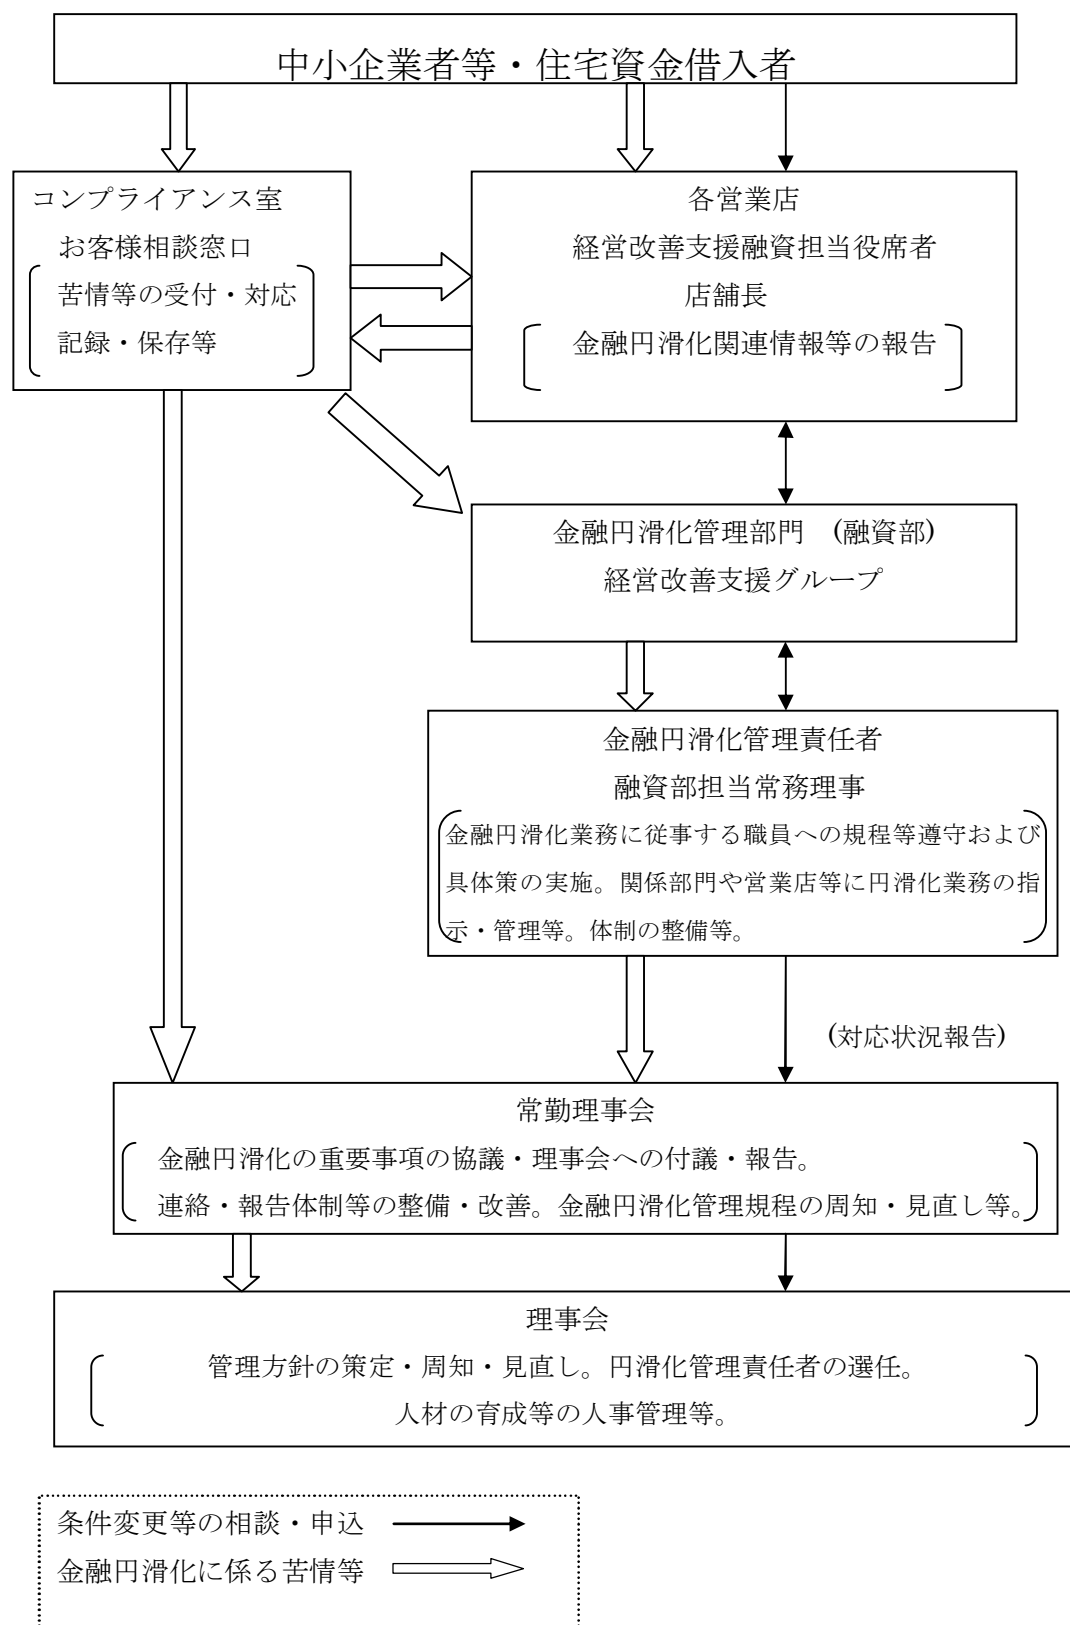 中小企業者等・住宅資金借入者
コンプライアンス室
お客様相談窓口
苦情等の受付・対応
記録・保存等
各営業店
経営改善支援融資担当役席者
店舗長
金融円滑化関連情報等の報告
金融円滑化管理部門　(融資部)
経営改善支援グループ
金融円滑化管理責任者
融資部担当常務理事
金融円滑化業務に従事する職員への規程等遵守および
具体策の実施。関係部門や営業店等に円滑化業務の指
示・管理等。体制の整備等。
(対応状況報告)
常勤理事会
金融円滑化の重要事項の協議・理事会への付議・報告。
連絡・報告体制等の整備・改善。金融円滑化管理規程の周知・見直し等。
理事会
管理方針の策定・周知・見直し。円滑化管理責任者の選任。
人材の育成等の人事管理等。
条件変更等の相談・申込
金融円滑化に係る苦情等